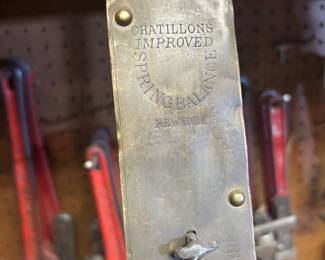 CHATILLONS
IMPROVED
SPRING BALANCE
NEW YORK